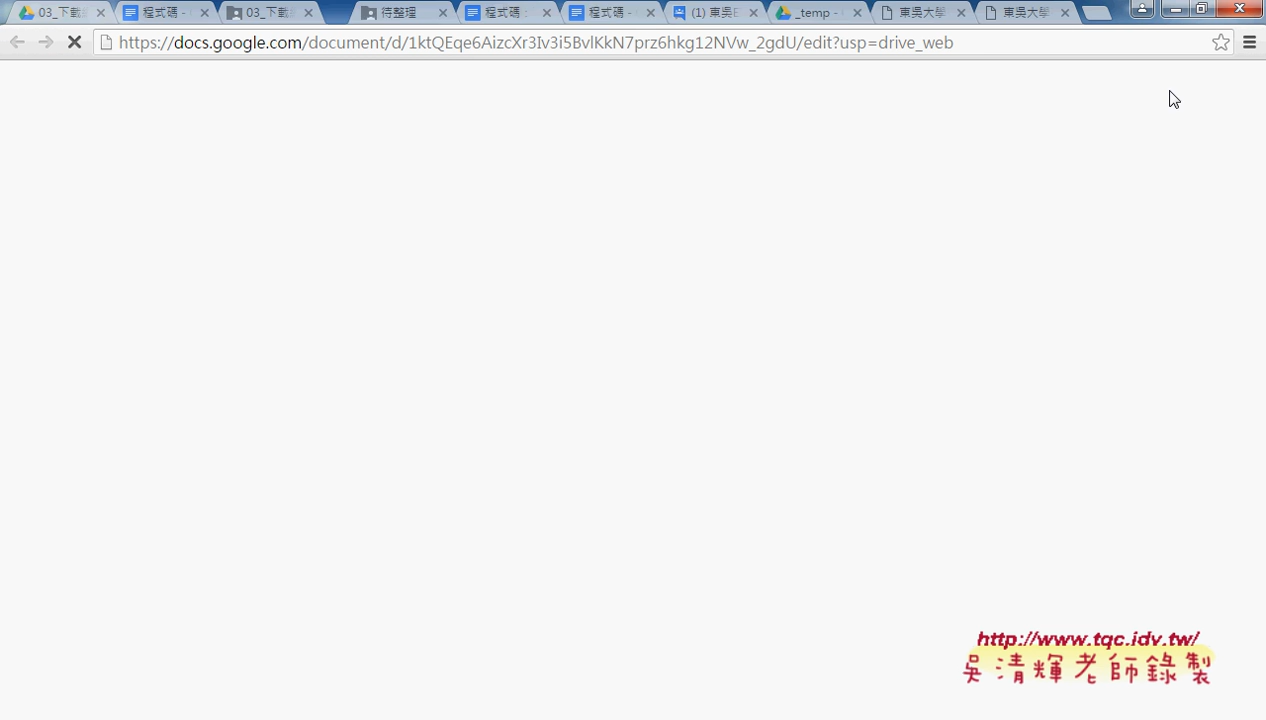 03_下載
程式碼 -
03_下載
待整理
程式碼
程式碼 -
(1) 東吳E
_temp -
東吳大學
東吳大學
https://docs.google.com/document/d/1ktQEqe6AizcXr3Iv3i5BvlKkN7prz6hkg12NVw_2gdU/edit?usp=drive_web
http://www.tqc.idv.tw/
吳清輝老師錄製